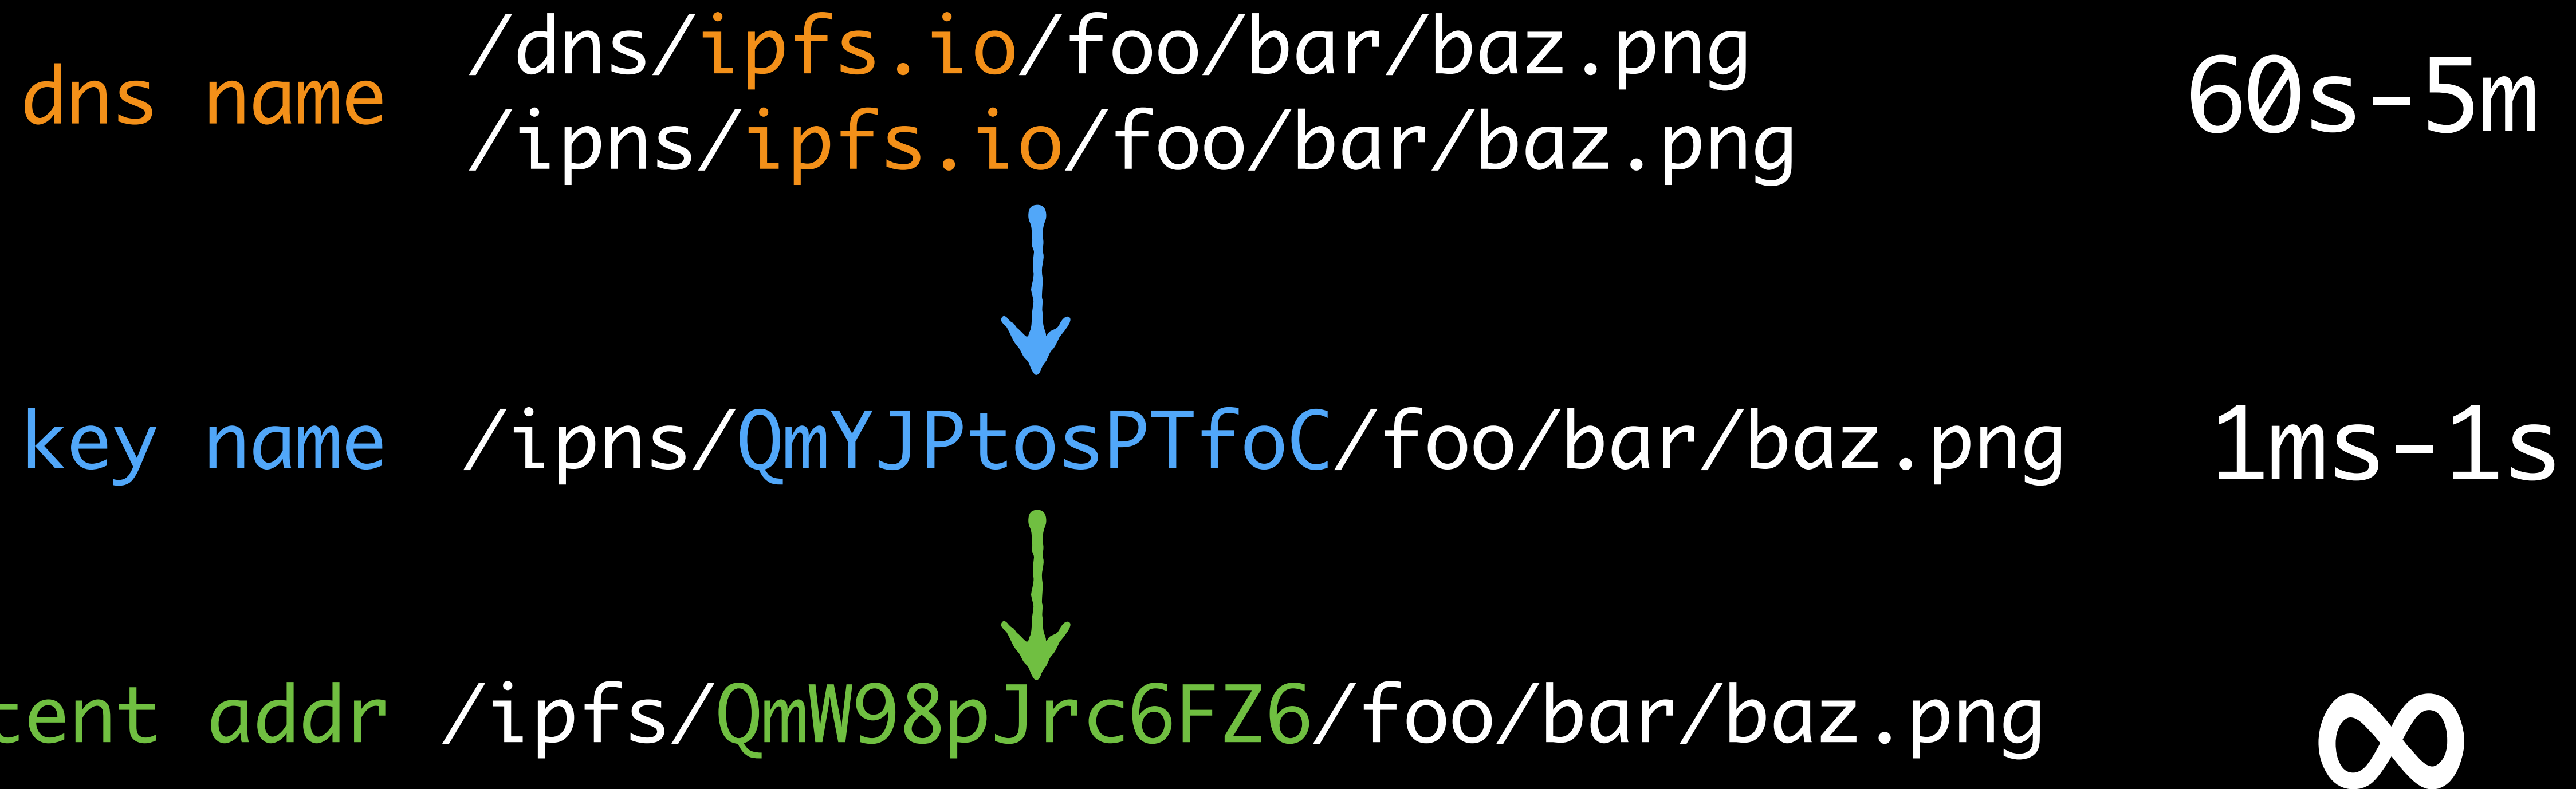 dns name
/dns/ipfs.io/foo/bar/baz.png
/ipns/ipfs.io/foo/bar/baz.png
60s-5m
key name /ipns/QmYJPtosPTfoC/foo/bar/baz.png 1ms-1s
tent addr /ipfs/QmW98pJrc6FZ6/foo/bar/baz.png ∞